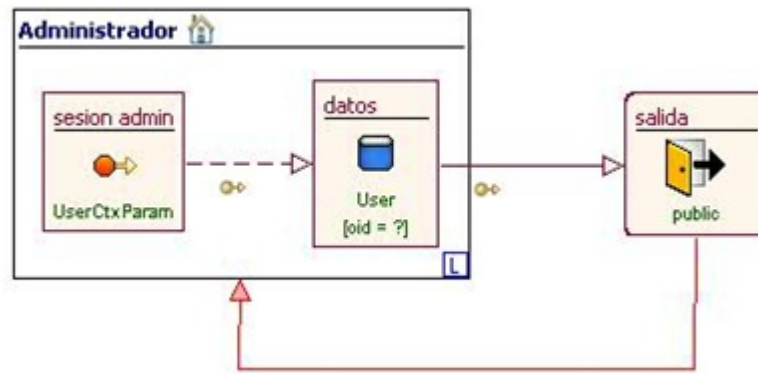 Administrador
sesion admin
UserCtxParam
datos
User
[oid = ?]
L
salida
public